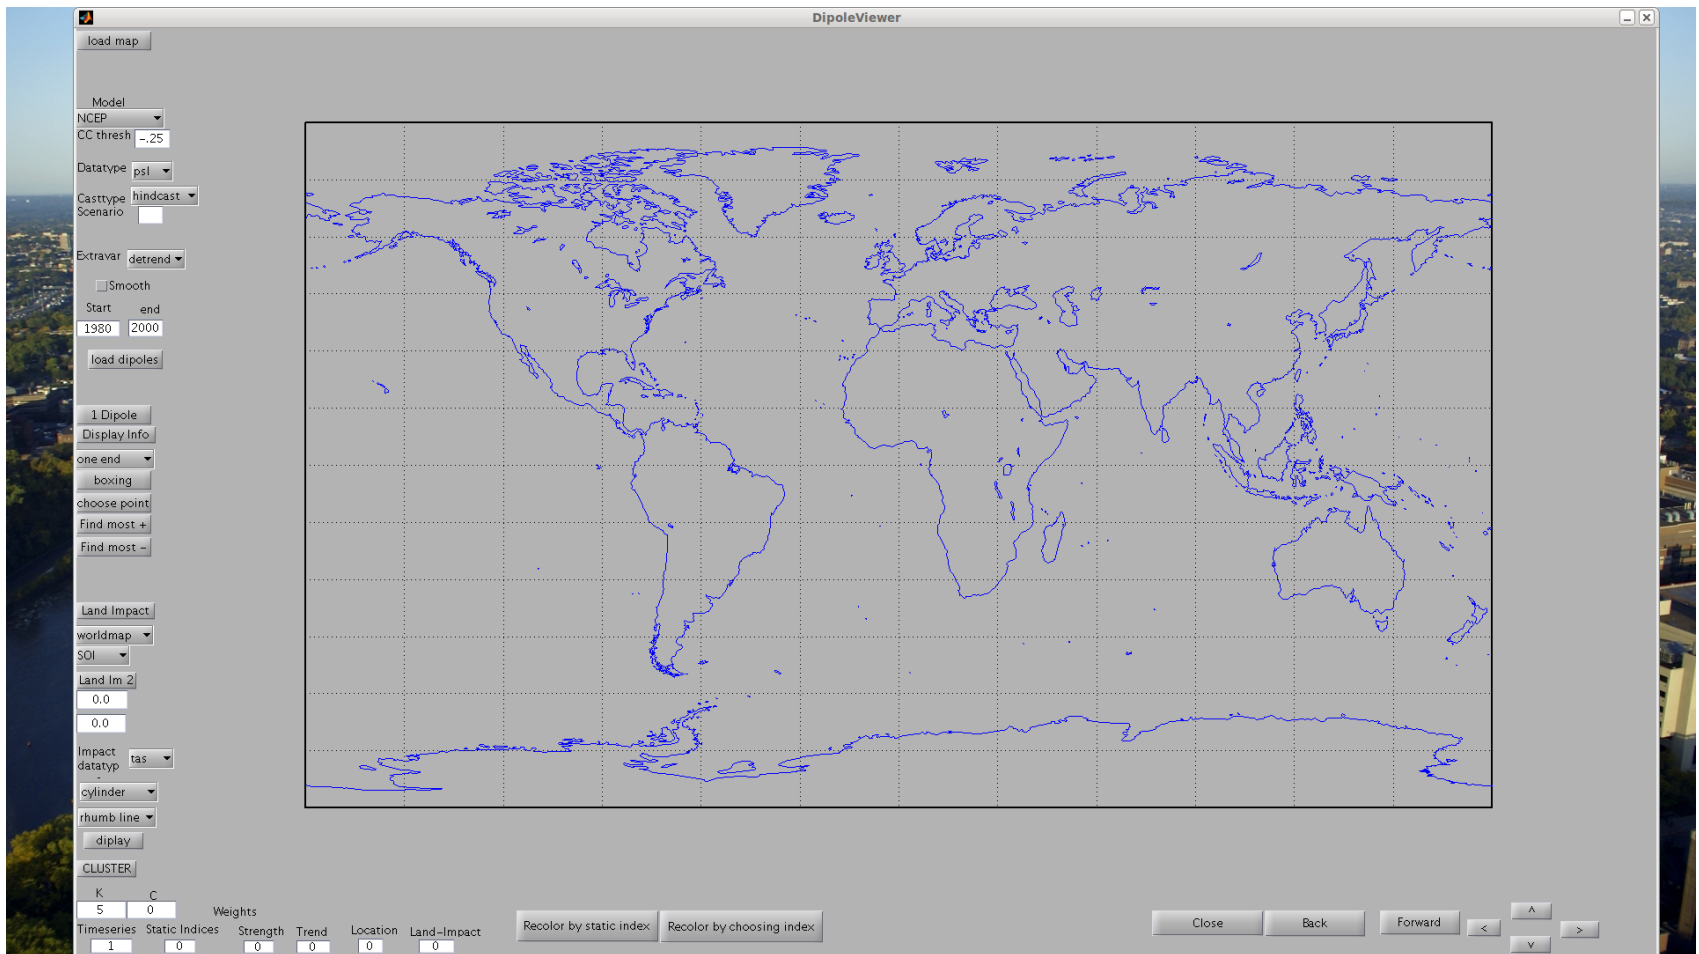 DipoleViewer
load map
Model
NCEP
CC thresh -.25
Datatype psl
Casttype hindcast
Scenario
Extravar detrend
Smooth
Start end
1980 2000
load dipoles
1 Dipole
Display Info
one end
boxing
choose point
Find most +
Find most -
Land Impact
worldmap
SOI
Land Im 2
0.0
0.0
Impact
datatyp tas
cylinder
rhumb line
diplay
CLUSTER
K C
5 0
Weights
Timeseries Static Indices Strength Trend Location Land-Impact
1 0 0 0 0 0
Recolor by static index Recolor by choosing index
Close Back Forward < ^ v >